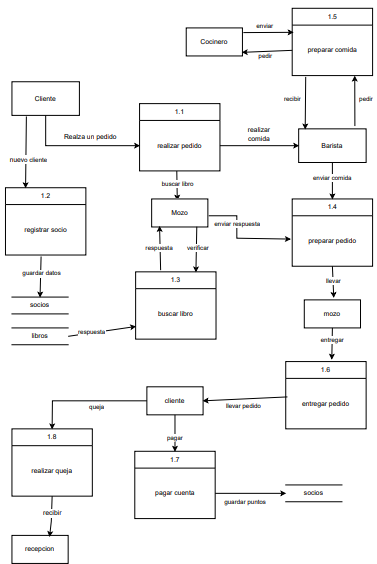 enviar
1.5
Cocinero
preparar comida
pedir
Cliente
recibir
pedir
1.1
realizar
comida
Realza un pedido
realizar pedido
Barista
nuevo cliente
buscar libro
enviar comida
1.2
1.4
Mozo
enviar respuesta
registrar socio
preparar pedido
respuesta
verificar
guardar datos
1.3
llevar
socios
buscar libro
mozo
libros
respuesta
entregar
1.6
cliente
llevar pedido
entregar pedido
queja
1.8
pagar
1.7
realizar queja
pagar cuenta
socios
guardar puntos
recibir
recepcion